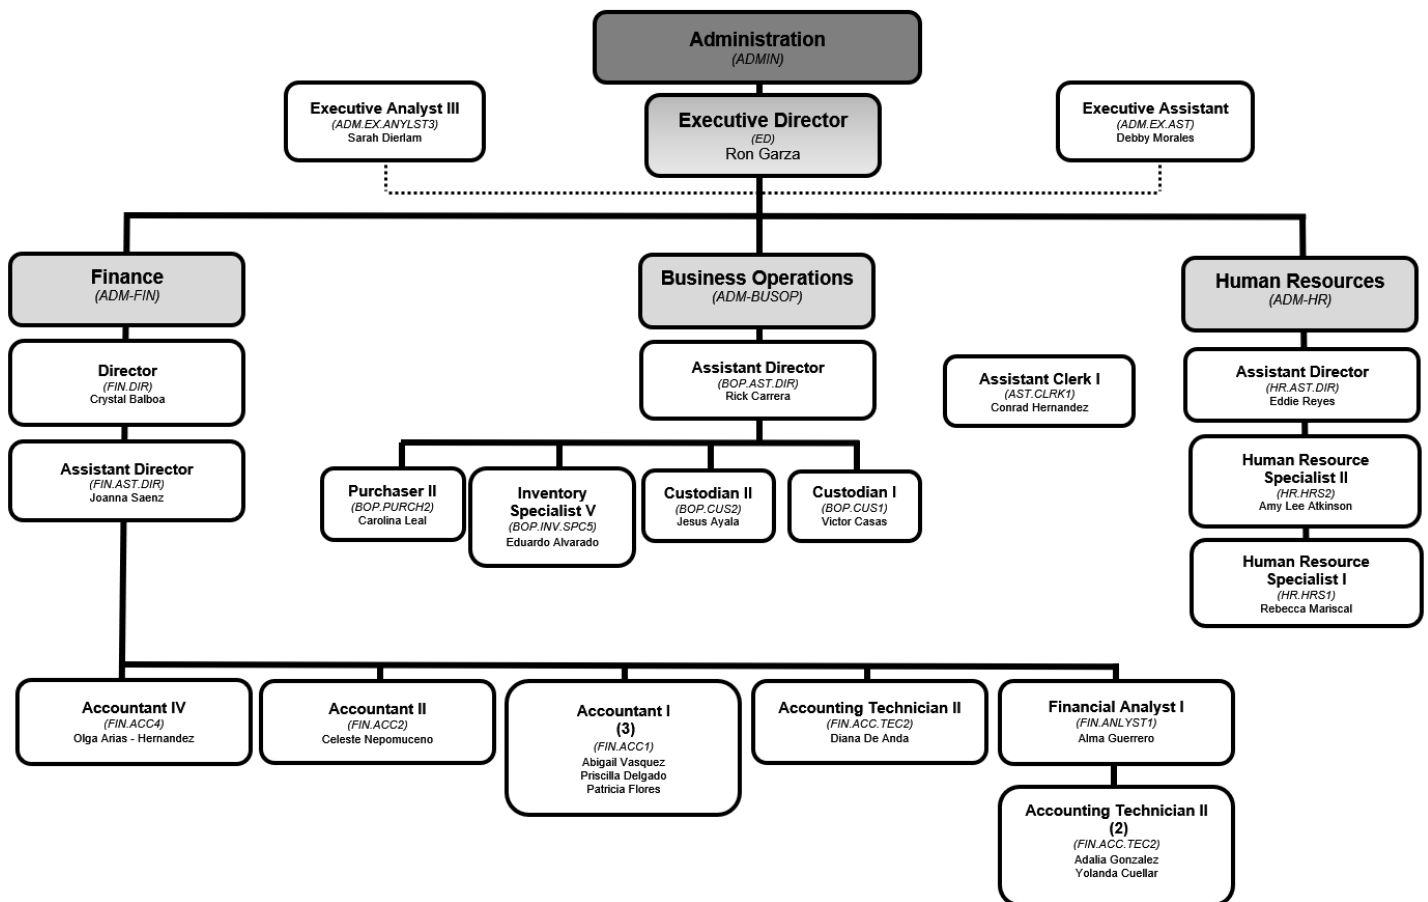 Administration
(ADMIN)
Executive Analyst III
(ADM.EX.ANYLST3)
Sarah Dierlam
Executive Director
(ED)
Ron Garza
Executive Assistant
(ADM.EX.AST)
Debby Morales
Finance
(ADM-FIN)
Business Operations
(ADM-BUSOP)
Human Resources
(ADM-HR)
Director
(FIN.DIR)
Crystal Balboa
Assistant Director
(BOP.AST.DIR)
Rick Carrera
Assistant Clerk I
(AST.CLRK1)
Conrad Hernandez
Assistant Director
(HR.AST.DIR)
Eddie Reyes
Assistant Director
(FIN.AST.DIR)
Joanna Saenz
Purchaser II
(BOP.PURCH2)
Carolina Leal
Inventory
Specialist V
(BOP.INV.SPC5)
Eduardo Alvarado
Custodian II
(BOP.CUS2)
Jesus Ayala
Custodian I
(BOP.CUS1)
Victor Casas
Human Resource
Specialist II
(HR.HRS2)
Amy Lee Atkinson
Human Resource
Specialist I
(HR.HRS1)
Rebecca Mariscal
Accountant IV
(FIN.ACC4)
Olga Arias - Hernandez
Accountant II
(FIN.ACC2)
Celeste Nepomuceno
Accountant I
(3)
(FIN.ACC1)
Abigail Vasquez
Priscilla Delgado
Patricia Flores
Accounting Technician II
(FIN.ACC.TEC2)
Diana De Anda
Financial Analyst I
(FIN.ANLYST1)
Alma Guerrero
Accounting Technician II
(2)
(FIN.ACC.TEC2)
Adalia Gonzalez
Yolanda Cuellar